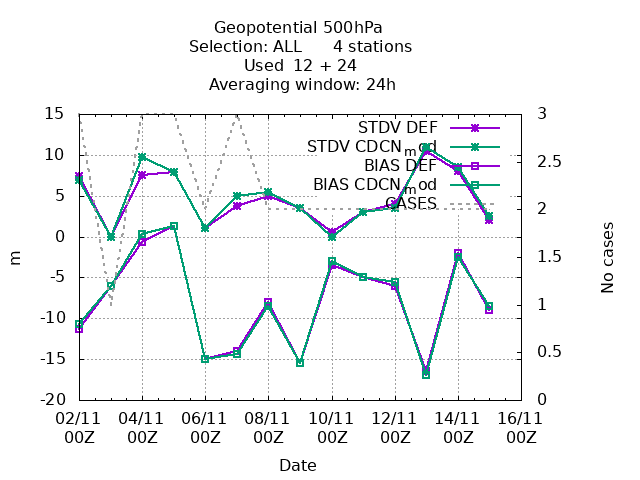 Geopotential 500hPa
Selection: ALL      4 stations
Used  12 + 24
Averaging window: 24h
STDV DEF
STDV CDCNmod
BIAS DEF
BIAS CDCNmod
CASES
15
10
5
0
-5
-10
-15
-20
m
3
2.5
2
1.5
1
0.5
0
No cases
02/11 04/11 06/11 08/11 10/11 12/11 14/11 16/11
00Z 00Z 00Z 00Z 00Z 00Z 00Z 00Z
Date